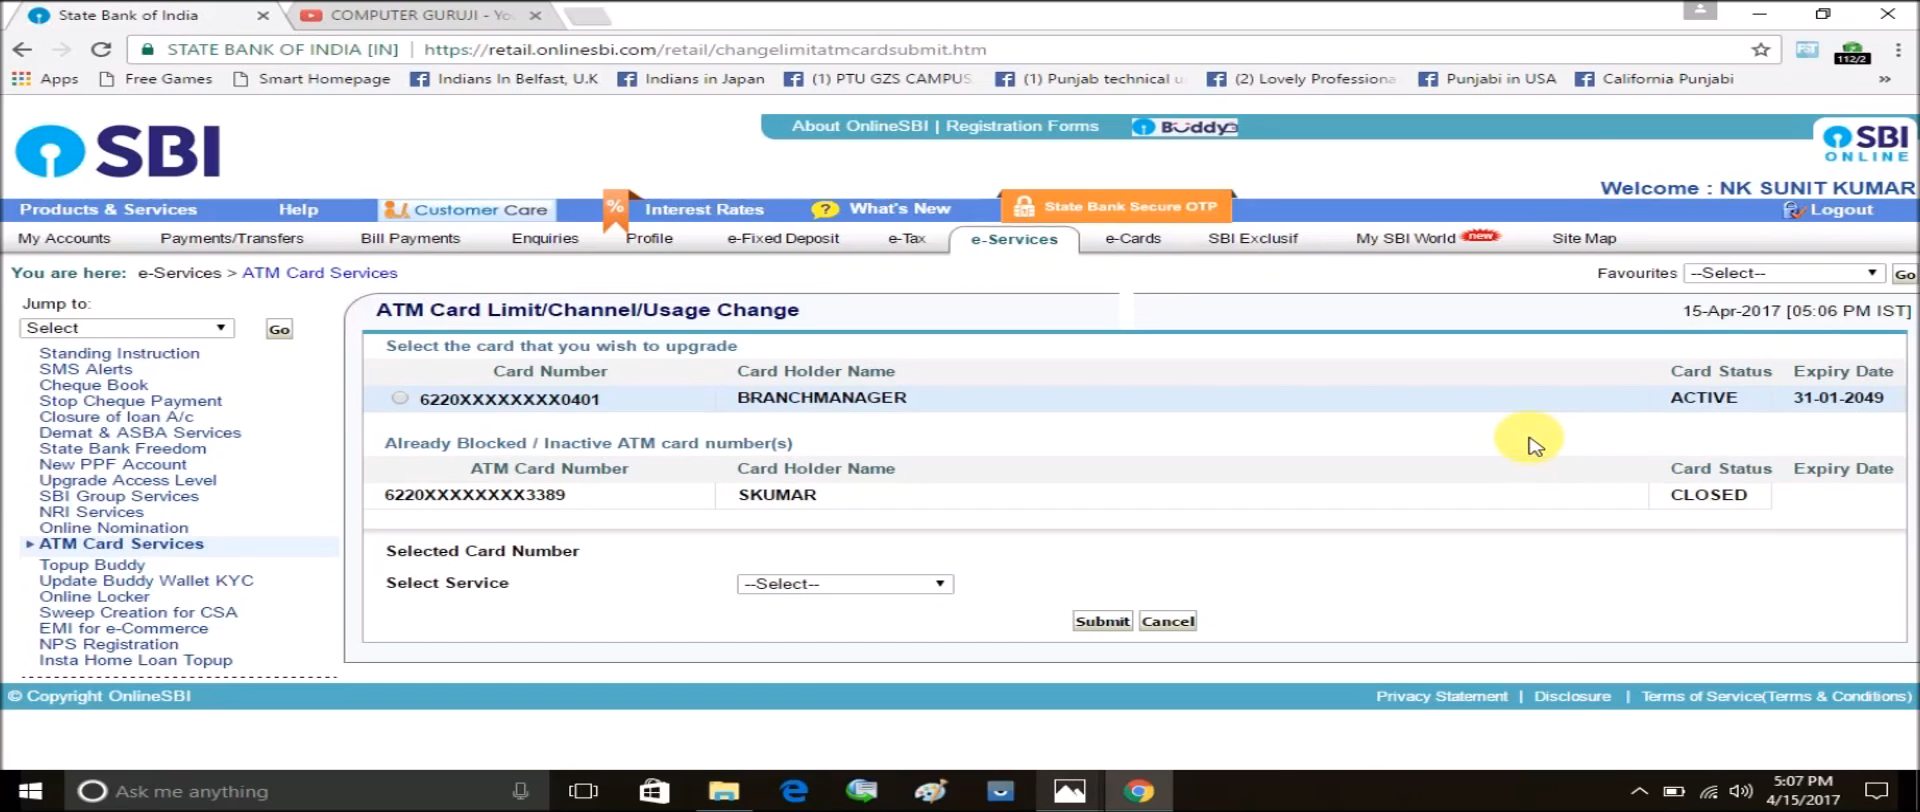 State Bank of India
COMPUTER GURUJI - Yo
STATE BANK OF INDIA [IN] | https://retail.onlinesbi.com/retail/changelimitatmcardsubmit.htm
112/2
Apps Free Games Smart Homepage Indians In Belfast, U.K Indians in Japan (1) PTU GZS CAMPUS (1) Punjab technical u (2) Lovely Professiona Punjabi in USA California Punjabi »
SBI
About OnlineSBI | Registration Forms Buddy
SBI
ONLINE
Welcome : NK SUNIT KUMAR
Products & Services Help Customer Care % Interest Rates ? What's New State Bank Secure OTP Logout
My Accounts Payments/Transfers Bill Payments Enquiries Profile e-Fixed Deposit e-Tax e-Services e-Cards SBI Exclusif My SBI World new Site Map
You are here: e-Services > ATM Card Services
Favourites --Select-- Go
Jump to:
Select Go
Standing Instruction
SMS Alerts
Cheque Book
Stop Cheque Payment
Closure of loan A/c
Demat & ASBA Services
State Bank Freedom
New PPF Account
Upgrade Access Level
SBI Group Services
NRI Services
Online Nomination
ATM Card Services
Topup Buddy
Update Buddy Wallet KYC
Online Locker
Sweep Creation for CSA
EMI for e-Commerce
NPS Registration
Insta Home Loan Topup
ATM Card Limit/Channel/Usage Change
15-Apr-2017 [05:06 PM IST]
Select the card that you wish to upgrade
Card Number Card Holder Name Card Status Expiry Date
6220XXXXXXXX0401 BRANCHMANAGER ACTIVE 31-01-2049
Already Blocked / Inactive ATM card number(s)
ATM Card Number Card Holder Name Card Status Expiry Date
6220XXXXXXXX3389 SKUMAR CLOSED
Selected Card Number
Select Service --Select--
Submit Cancel
© Copyright OnlineSBI
Privacy Statement | Disclosure | Terms of Service(Terms & Conditions)
Ask me anything
5:07 PM
4/15/2017